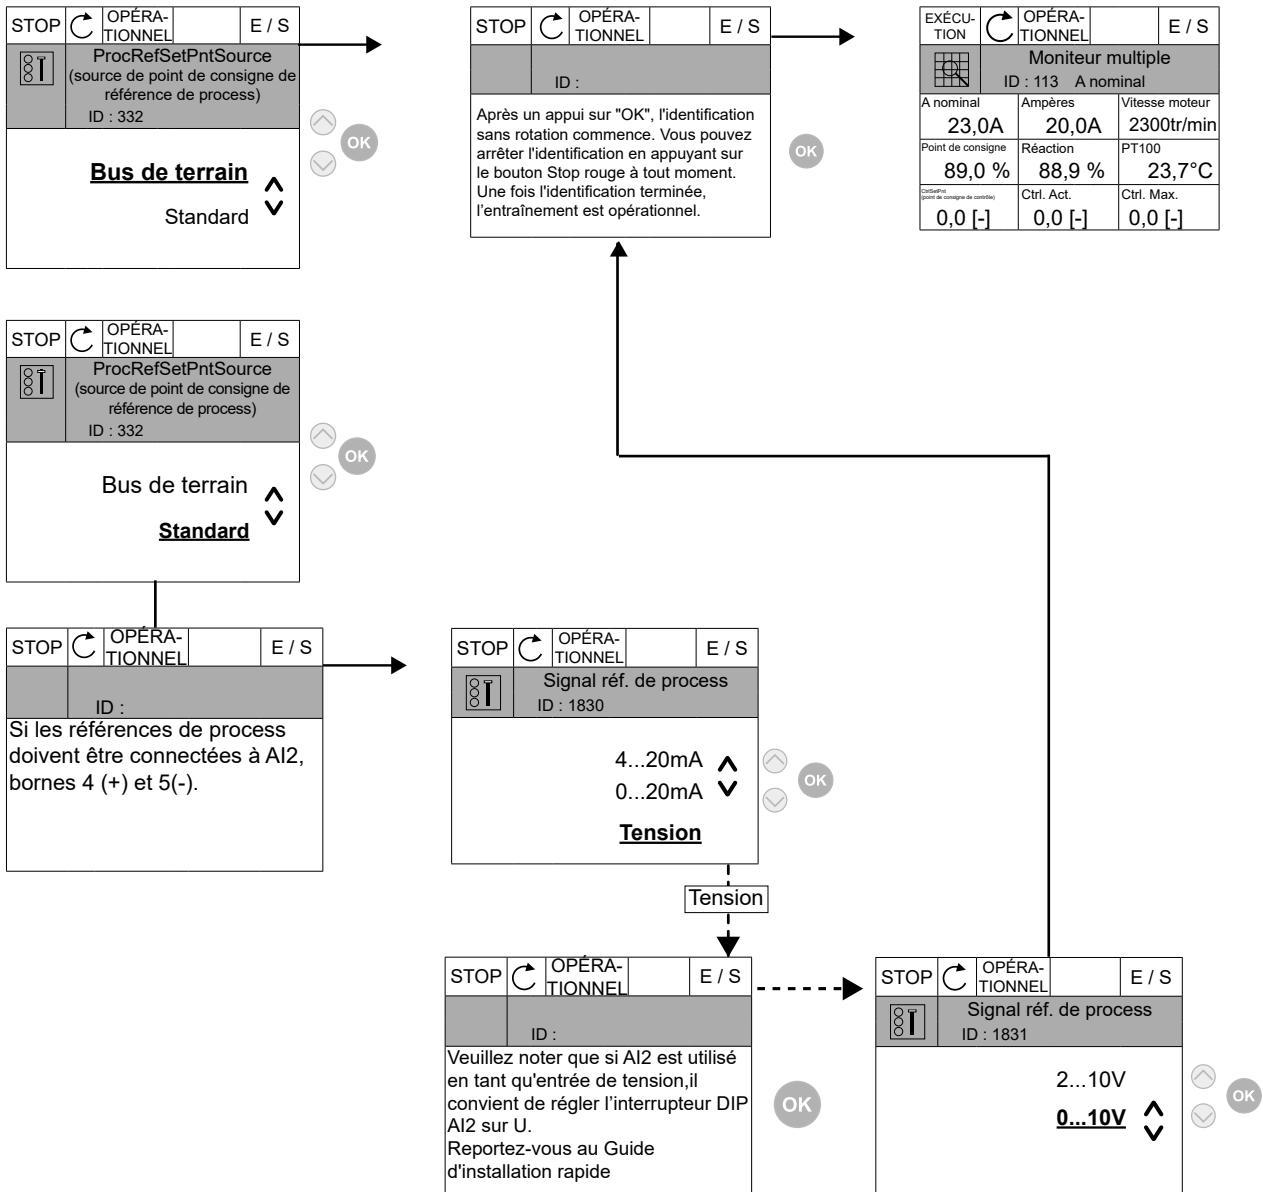 STOP
OPÉRA-
TIONNEL
E / S
ProcRefSetPntSource
(source de point de consigne de
référence de process)
ID : 332
Bus de terrain
Standard
OK
STOP
OPÉRA-
TIONNEL
E / S
ID :
Après un appui sur "OK", l'identification
sans rotation commence. Vous pouvez
arrêter l'identification en appuyant sur
le bouton Stop rouge à tout moment.
Une fois l'identification terminée,
l'entraînement est opérationnel.
OK
EXÉCU-
TION
OPÉRA-
TIONNEL
E / S
Moniteur multiple
ID : 113 A nominal
A nominal
23,0A
Ampères
20,0A
Vitesse moteur
2300tr/min
Point de consigne
89,0 %
Réaction
88,9 %
PT100
23,7°C
CtrlSetPnt
(point de consigne de contrôle)
0,0 [-]
Ctrl. Act.
0,0 [-]
Ctrl. Max.
0,0 [-]
STOP
OPÉRA-
TIONNEL
E / S
ProcRefSetPntSource
(source de point de consigne de
référence de process)
ID : 332
Bus de terrain
Standard
OK
STOP
OPÉRA-
TIONNEL
E / S
ID :
Si les références de process
doivent être connectées à AI2,
bornes 4 (+) et 5(-).
STOP
OPÉRA-
TIONNEL
E / S
Signal réf. de process
ID : 1830
4...20mA
0...20mA
Tension
OK
Tension
STOP
OPÉRA-
TIONNEL
E / S
ID :
Veuillez noter que si AI2 est utilisé
en tant qu'entrée de tension,il
convient de régler l'interrupteur DIP
AI2 sur U.
Reportez-vous au Guide
d'installation rapide
OK
STOP
OPÉRA-
TIONNEL
E / S
Signal réf. de process
ID : 1831
2...10V
0...10V
OK